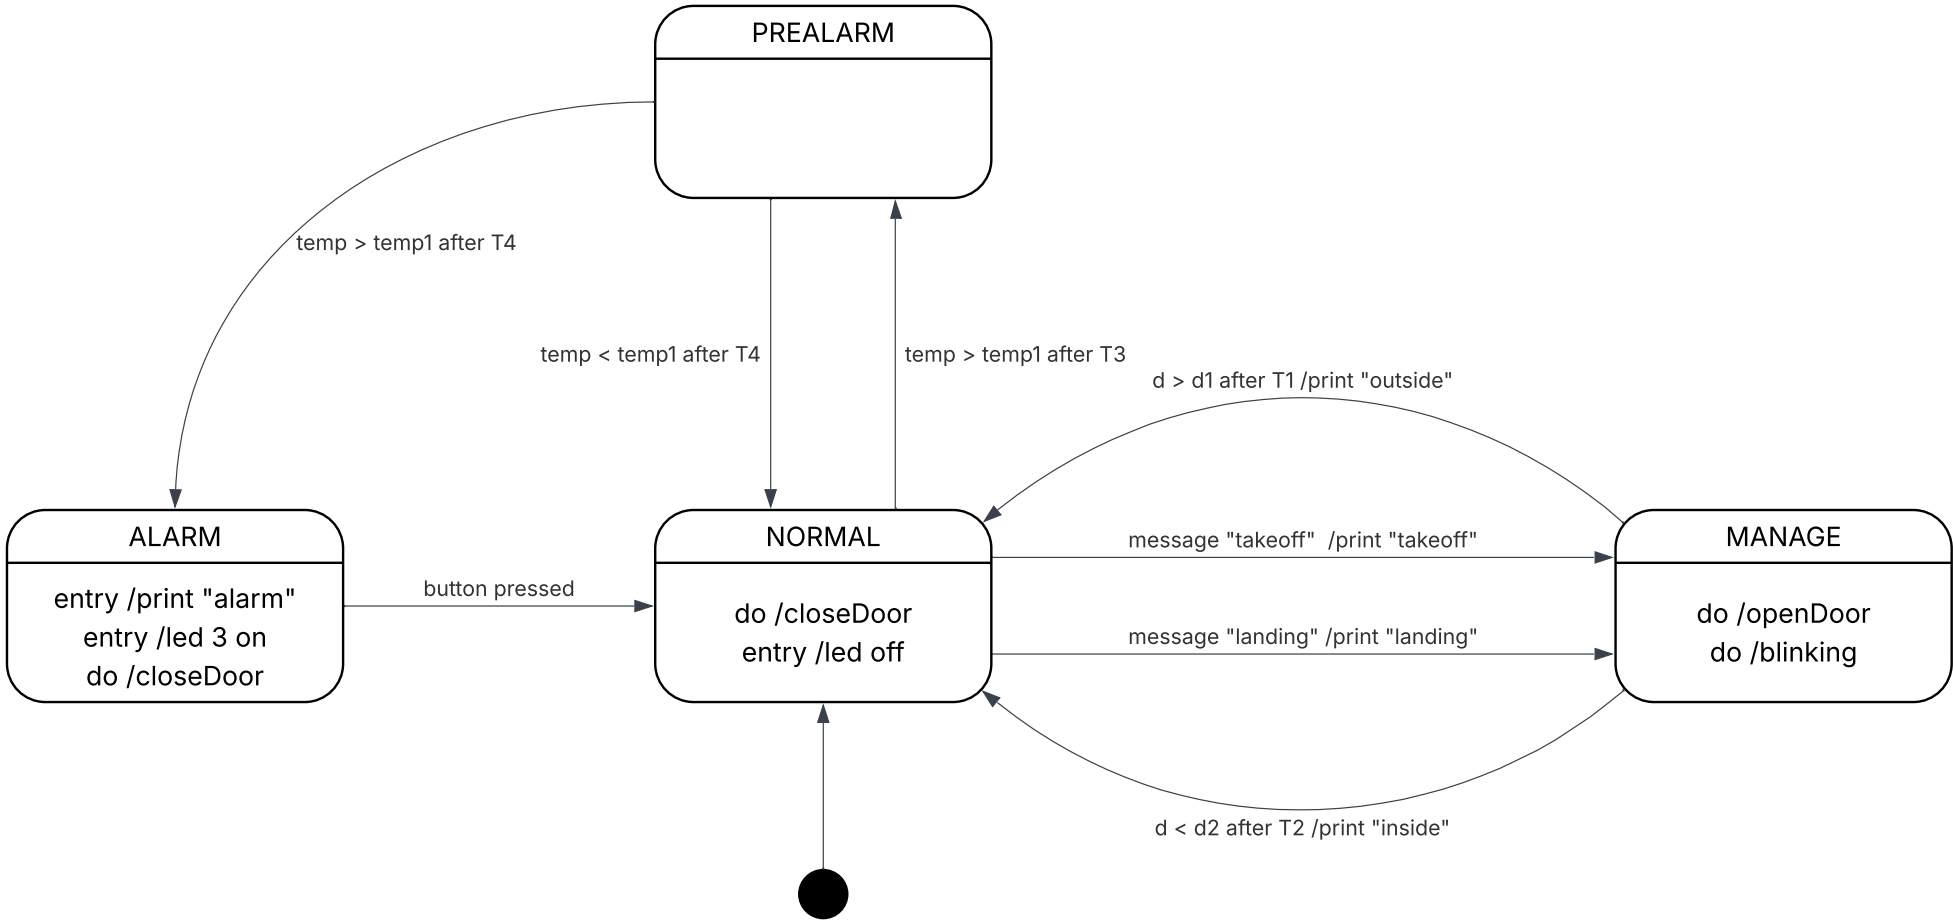 PREALARM
temp > temp1 after T4
temp < temp1 after T4
temp > temp1 after T3
d > d1 after T1 /print "outside"
ALARM
entry /print "alarm"
entry /led 3 on
do /closeDoor
button pressed
NORMAL
do /closeDoor
entry /led off
message "takeoff"  /print "takeoff"
message "landing" /print "landing"
MANAGE
do /openDoor
do /blinking
d < d2 after T2 /print "inside"